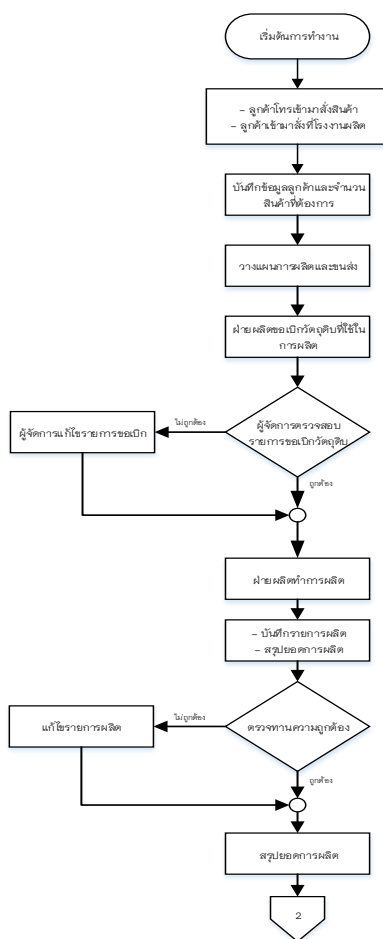 เริ่มต้นการทำงาน
- ลูกค้าโทรเข้ามาสั่งสินค้า
- ลูกค้าเข้ามาสั่งที่โรงงานผลิต
บันทึกข้อมูลลูกค้าและจำนวน
สินค้าที่ต้องการ
วางแผนการผลิตและขนส่ง
ฝ่ายผลิตขอเบิกวัตถุดิบที่ใช้ใน
การผลิต
ผู้จัดการตรวจสอบ
รายการขอเบิกวัตถุดิบ
ไม่ถูกต้อง
ผู้จัดการแก้ไขรายการขอเบิก
ถูกต้อง
ฝ่ายผลิตทำการผลิต
- บันทึกรายการผลิต
- สรุปยอดการผลิต
ตรวจทานความถูกต้อง
ไม่ถูกต้อง
แก้ไขรายการผลิต
ถูกต้อง
สรุปยอดการผลิต
2